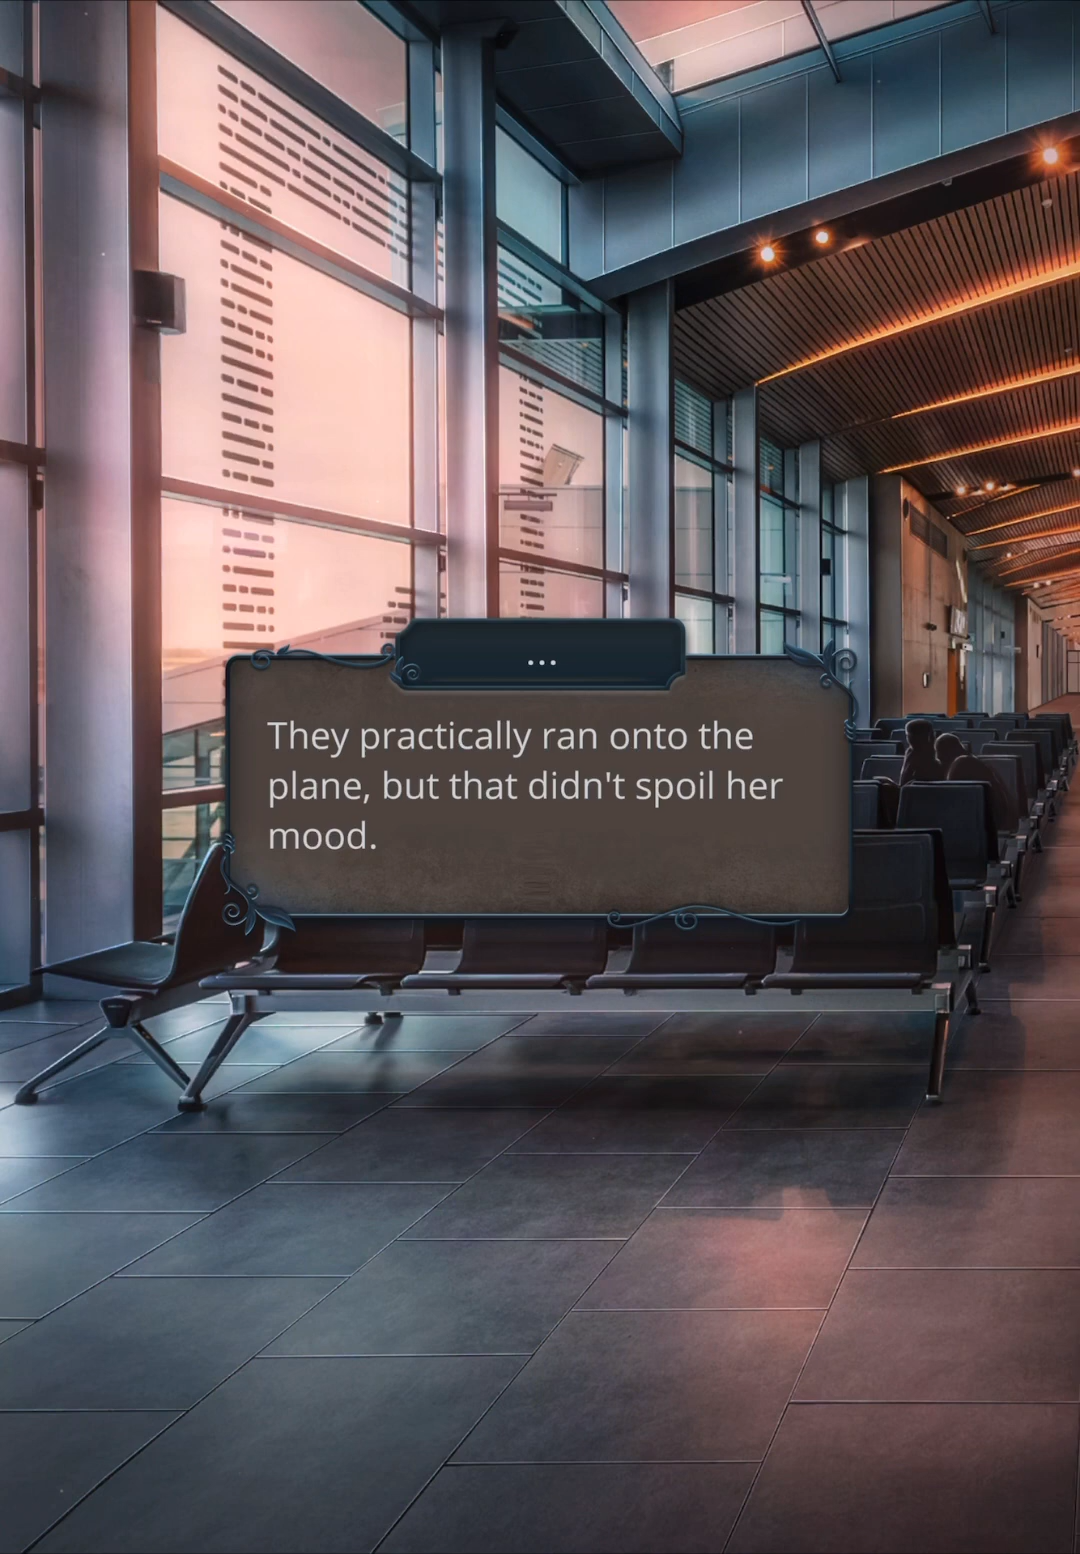 ...
They practically ran onto the
plane, but that didn't spoil her
mood.